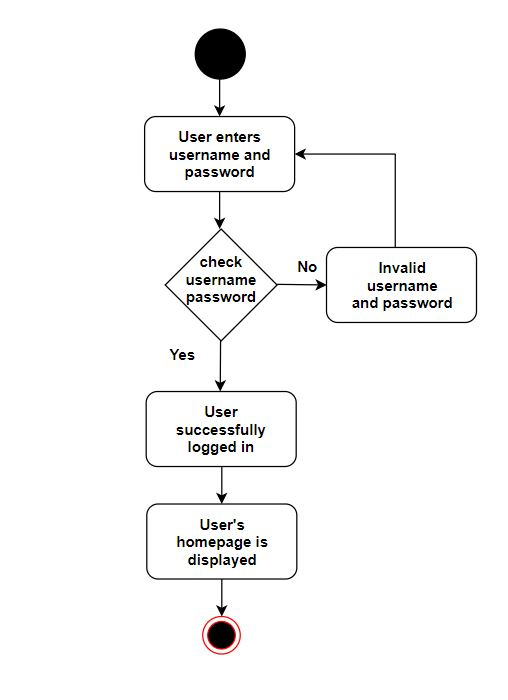 User enters
username and
password
check
username
password
No
Invalid
username
and password
Yes
User
successfully
logged in
User's
homepage is
displayed